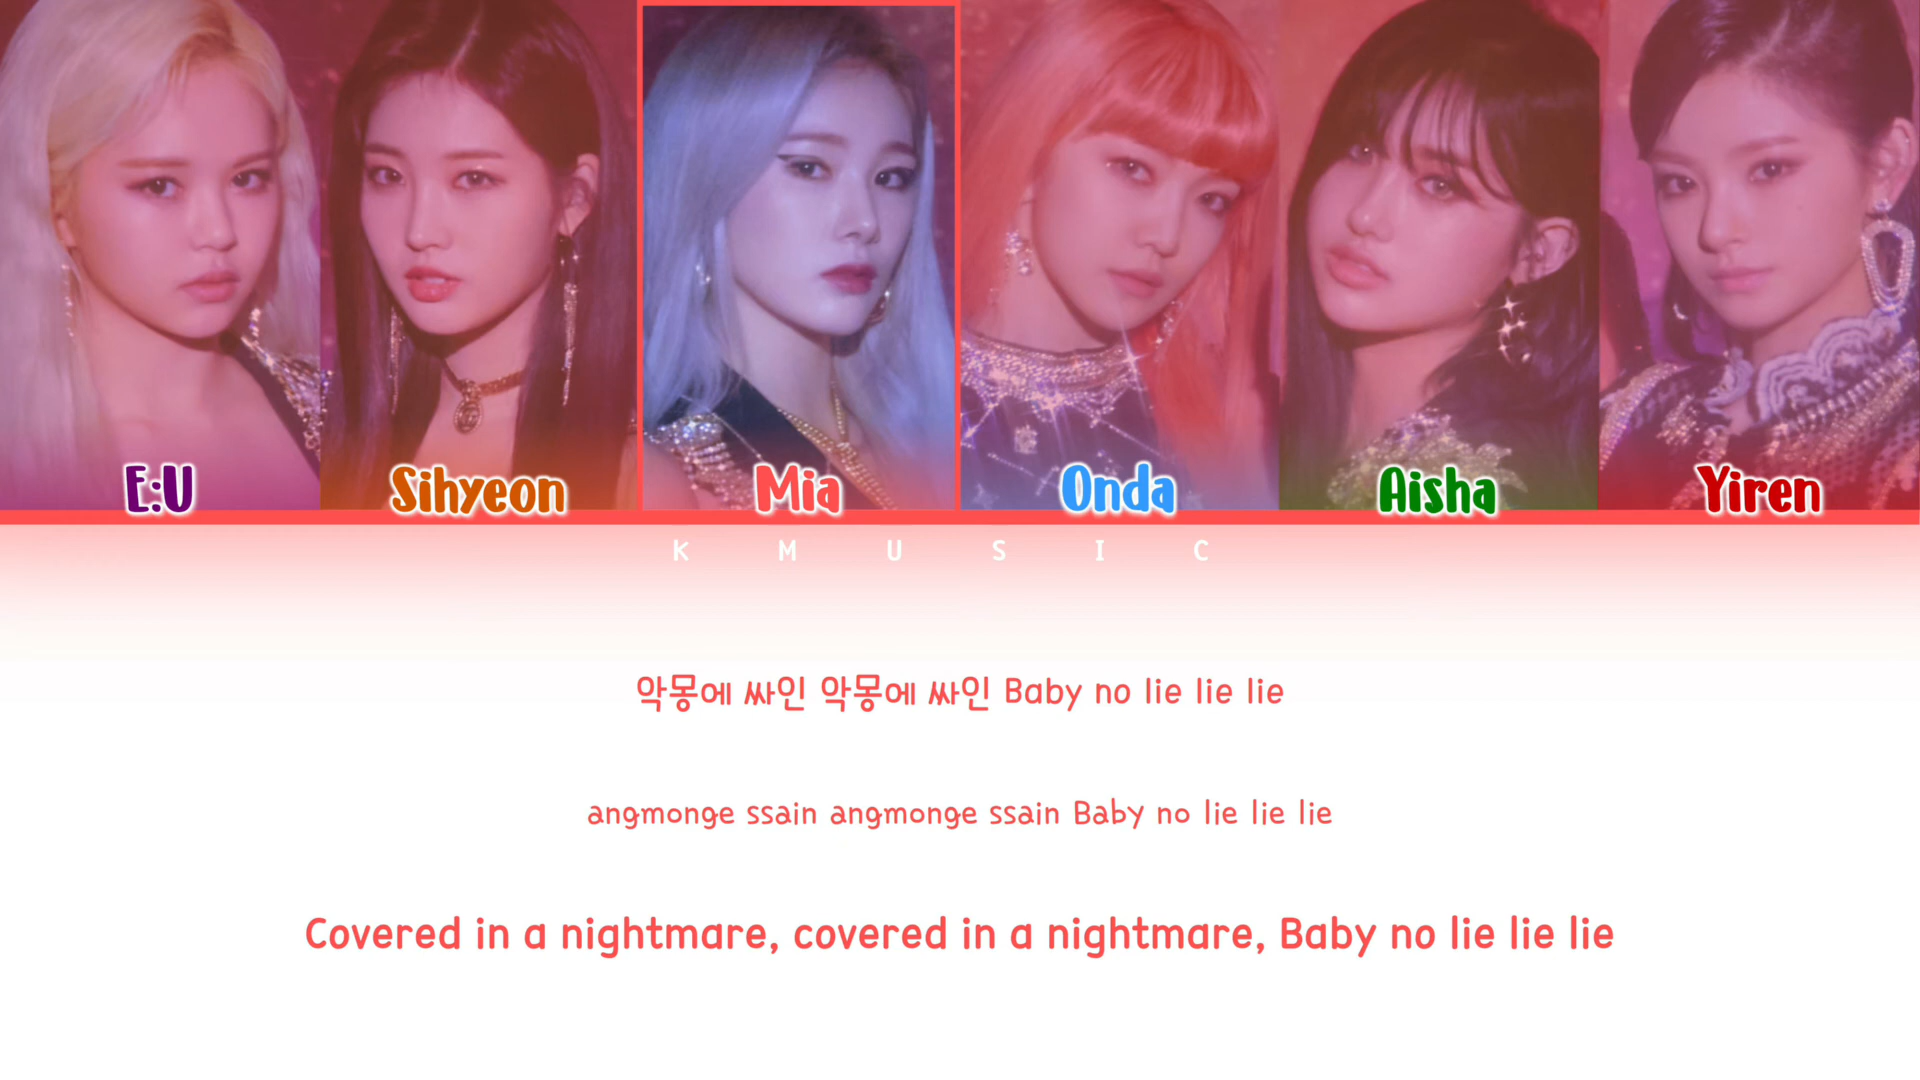 E:U Sihyeon Mia Onda Aisha Yiren
K M U S I C
악몽에 싸인 악몽에 싸인 Baby no lie lie lie
angmonge ssain angmonge ssain Baby no lie lie lie
Covered in a nightmare, covered in a nightmare, Baby no lie lie lie